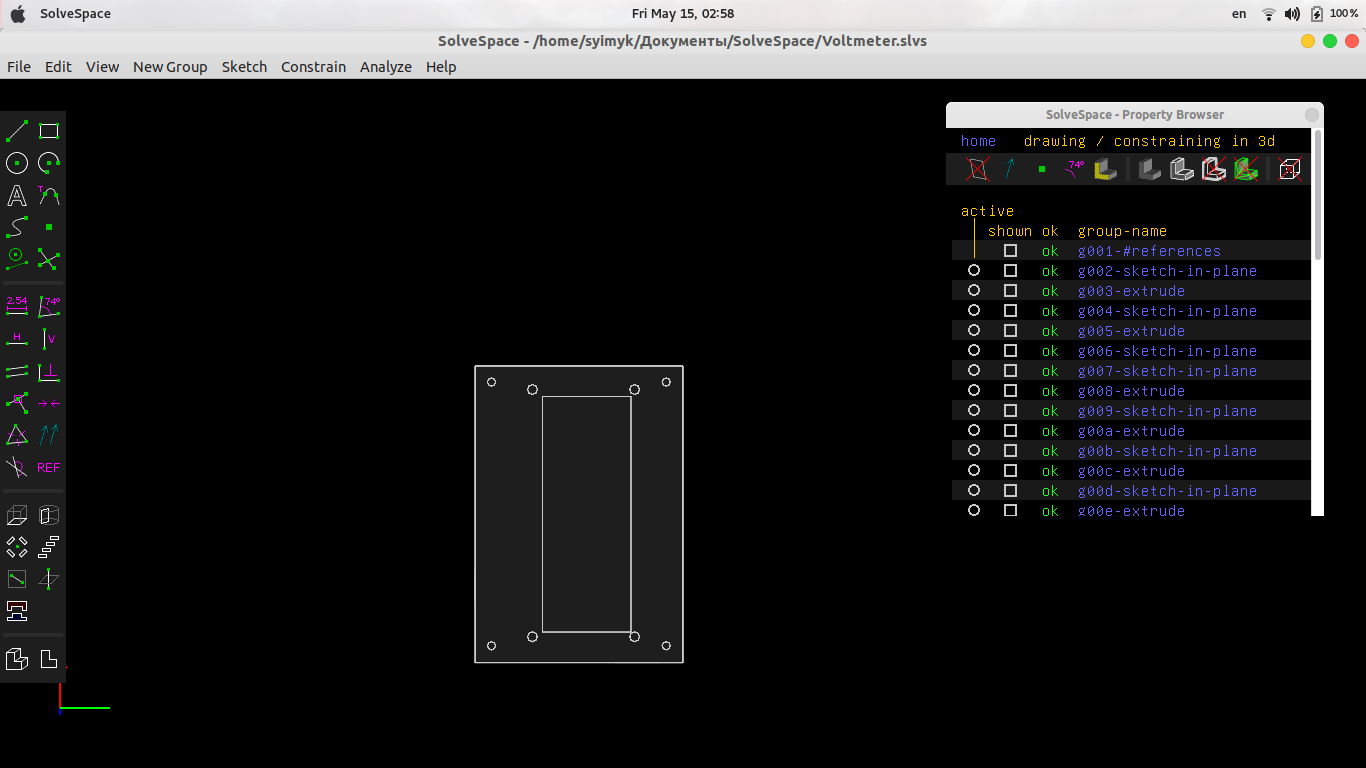 SolveSpace
Fri May 15, 02:58
en
100%
SolveSpace - /home/syimyk/Документы/SolveSpace/Voltmeter.slvs
File Edit View New Group Sketch Constrain Analyze Help
SolveSpace - Property Browser
home drawing / constraining in 3d
74°
active
shown ok group-name
ok g001-#references
ok g002-sketch-in-plane
ok g003-extrude
ok g004-sketch-in-plane
ok g005-extrude
ok g006-sketch-in-plane
ok g007-sketch-in-plane
ok g008-extrude
ok g009-sketch-in-plane
ok g00a-extrude
ok g00b-sketch-in-plane
ok g00c-extrude
ok g00d-sketch-in-plane
ok g00e-extrude
A T
2.54 74°
H V
REF